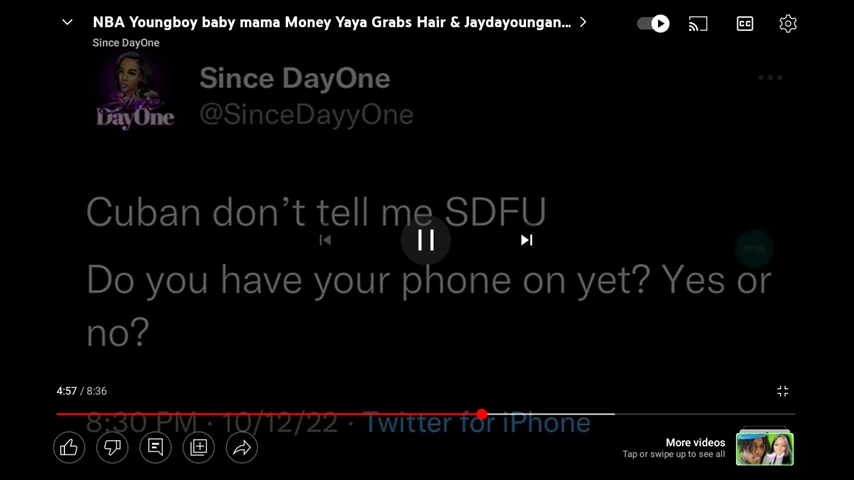 NBA Youngboy baby mama Money Yaya Grabs Hair & Jaydayoungan...
Since DayOne
CC
Since DayOne
@SinceDayyOne
DayOne
Cuban don't tell me SDFU
Do you have your phone on yet? Yes or
no?
4:57 / 8:36
8:30 PM · 10/12/22 · Twitter for iPhone
More videos
Tap or swipe up to see all